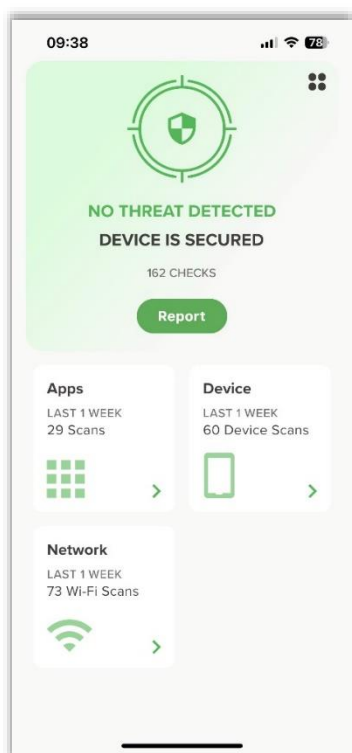 09:38
78
NO THREAT DETECTED
DEVICE IS SECURED
162 CHECKS
Report
Apps
LAST 1 WEEK
29 Scans
Device
LAST 1 WEEK
60 Device Scans
Network
LAST 1 WEEK
73 Wi-Fi Scans